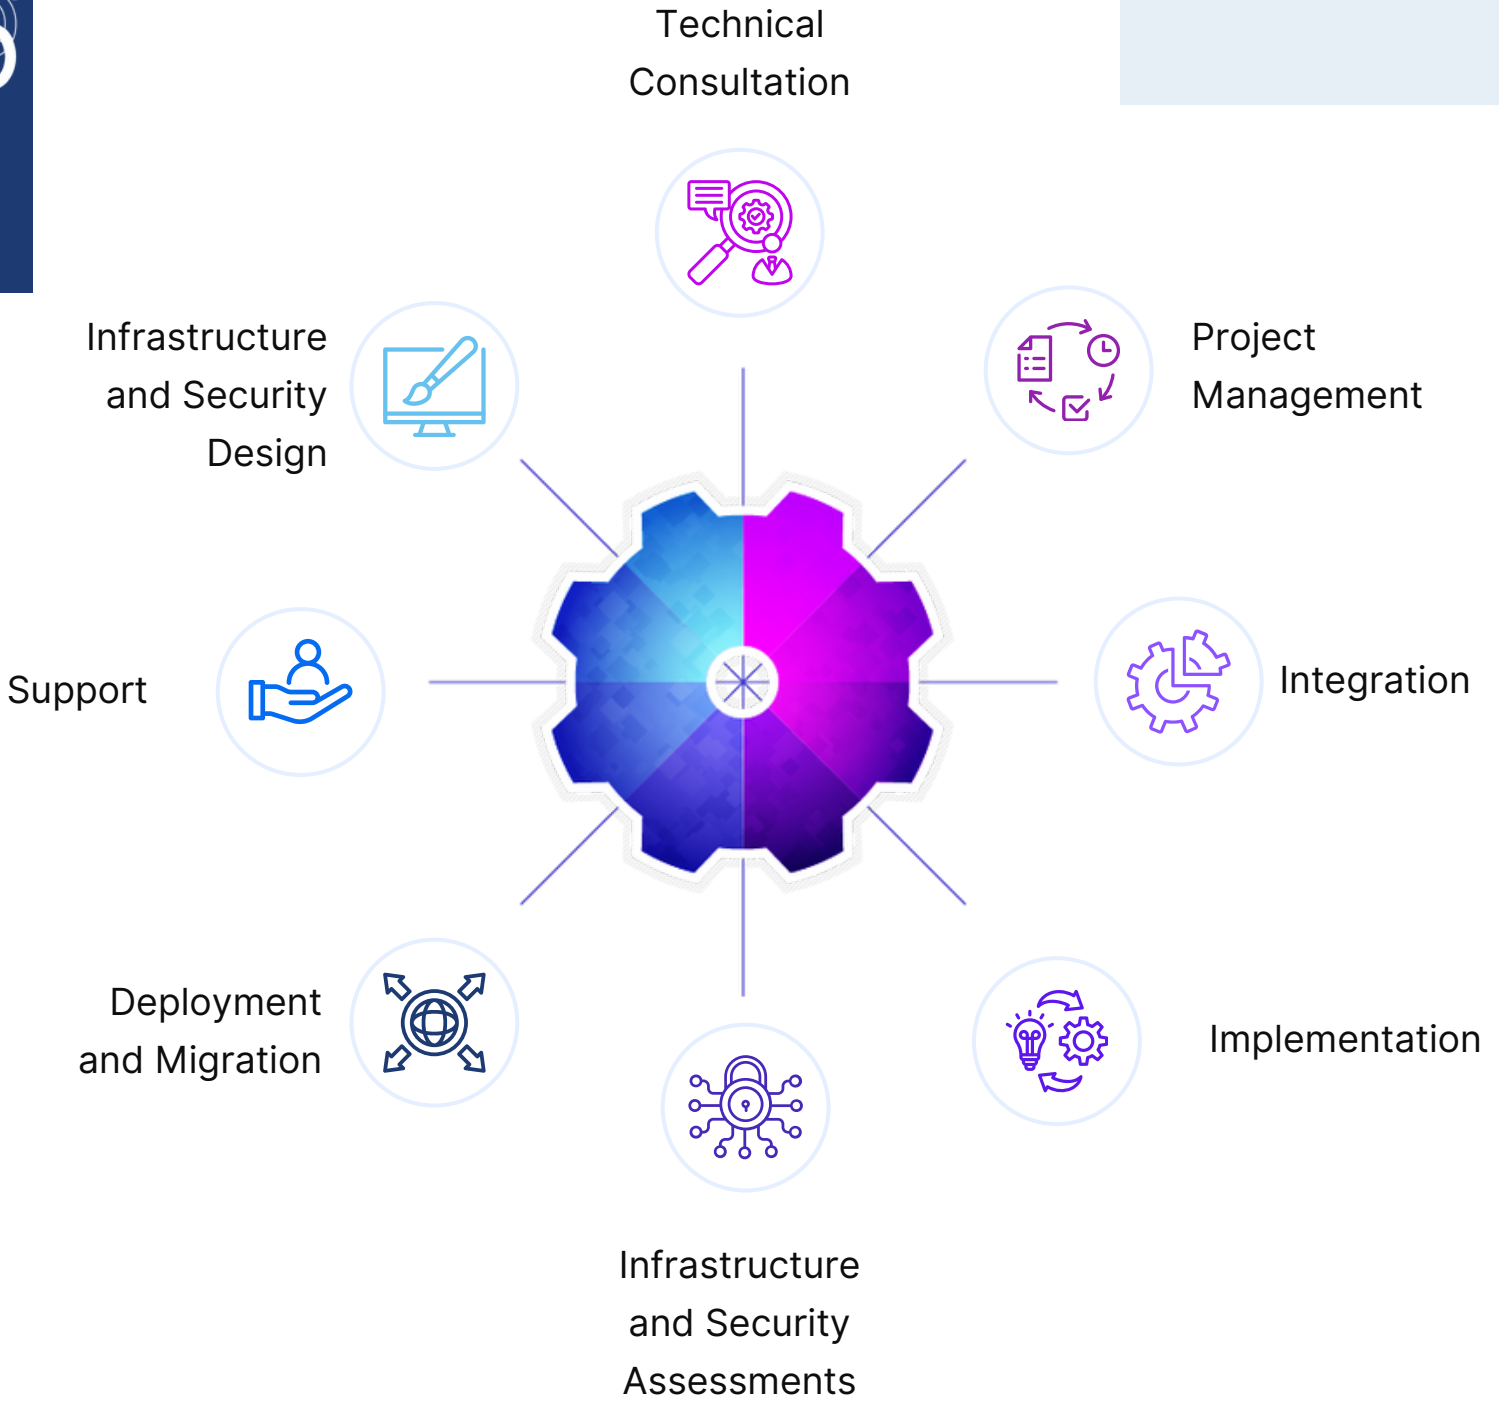 Technical
Consultation
Infrastructure
and Security
Design
Project
Management
Support
Integration
Deployment
and Migration
Implementation
Infrastructure
and Security
Assessments